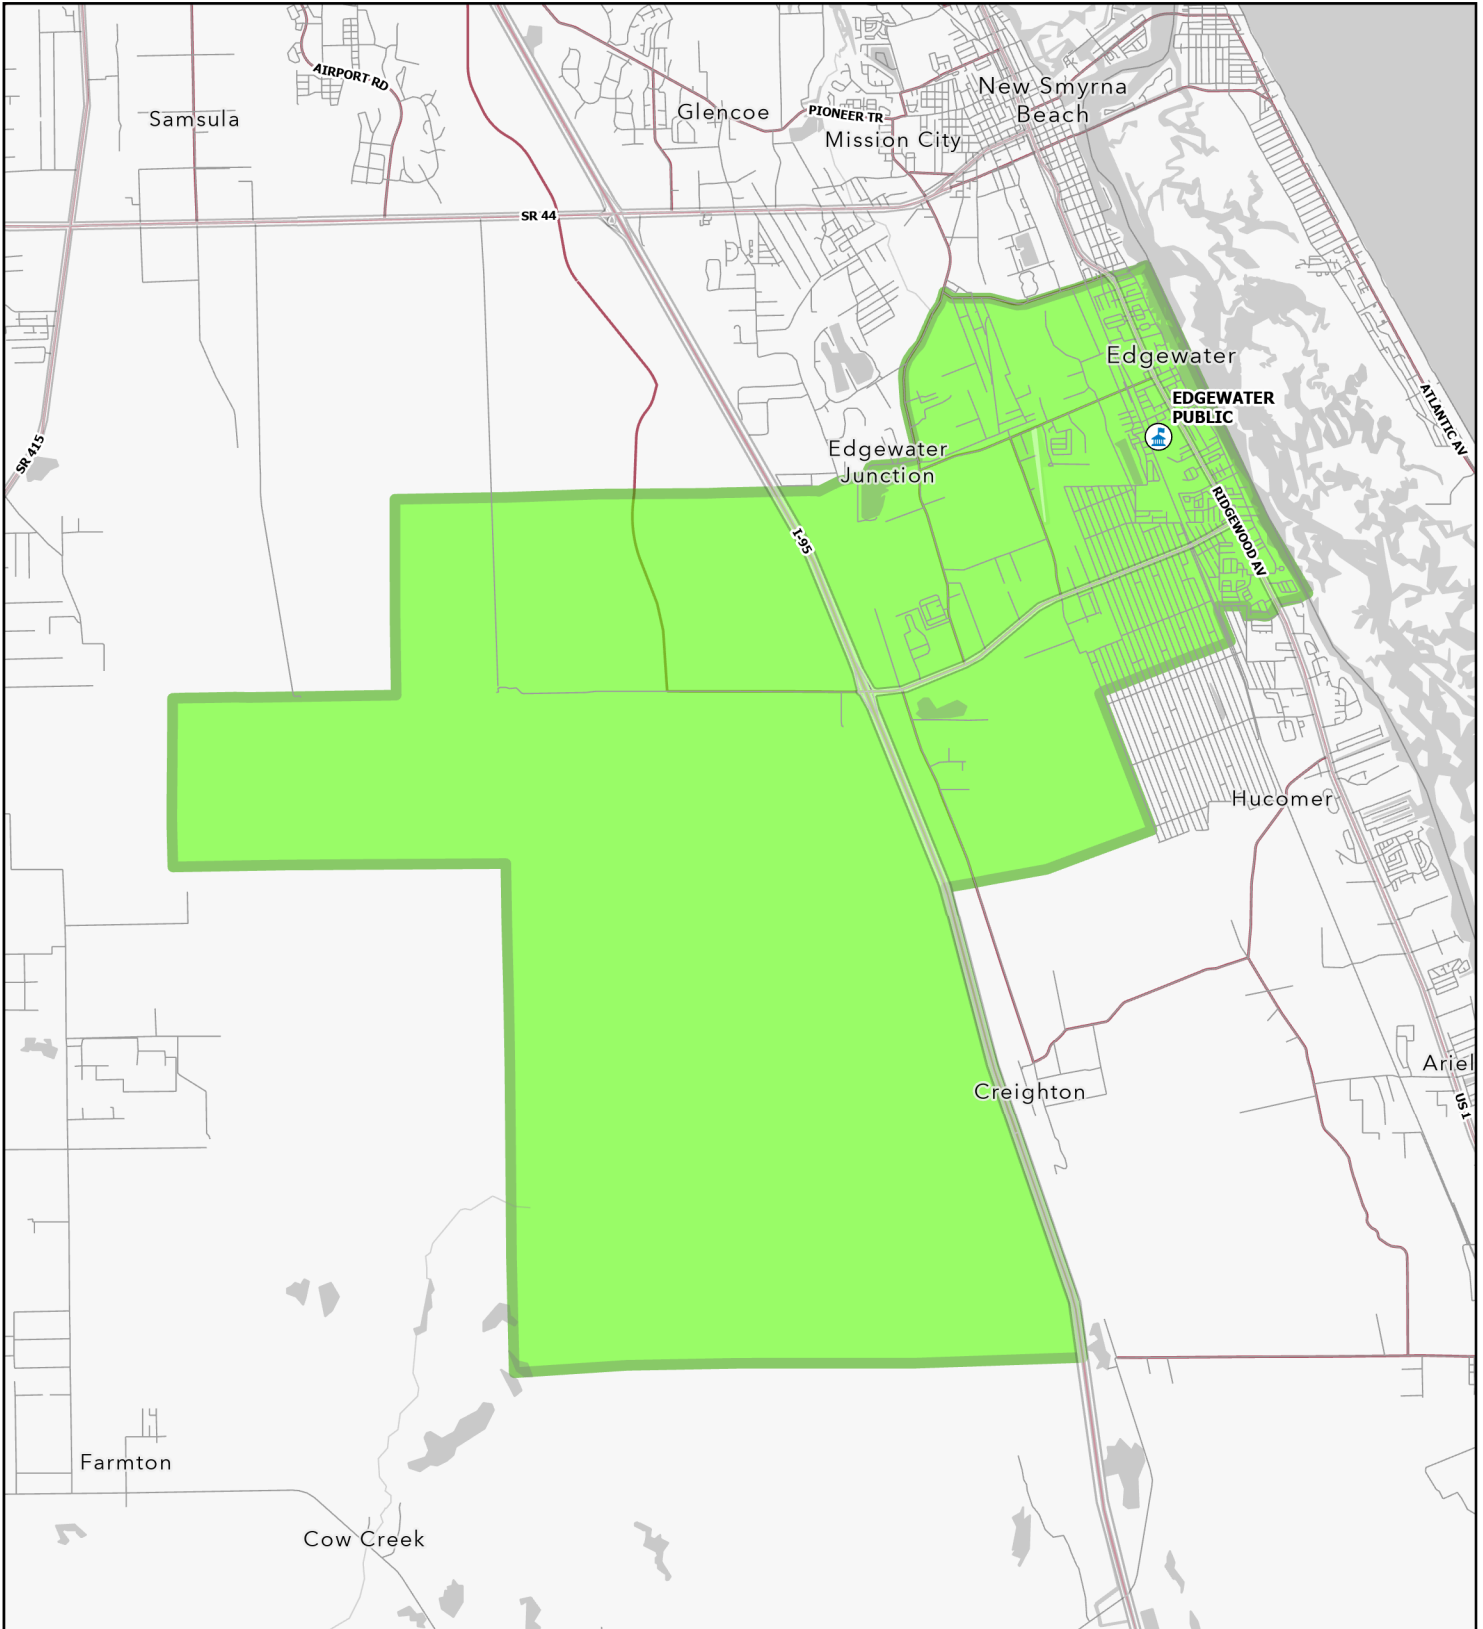 AIRPORT RD
Samsula
Glencoe
New Smyrna
Beach
PIONEER TR
Mission City
SR 44
Edgewater
EDGEWATER
PUBLIC
ATLANTIC AV
SR 415
Edgewater
Junction
I-95
RIDGEWOOD AV
Hucomer
Ariel
Creighton
US 1
Farmton
Cow Creek